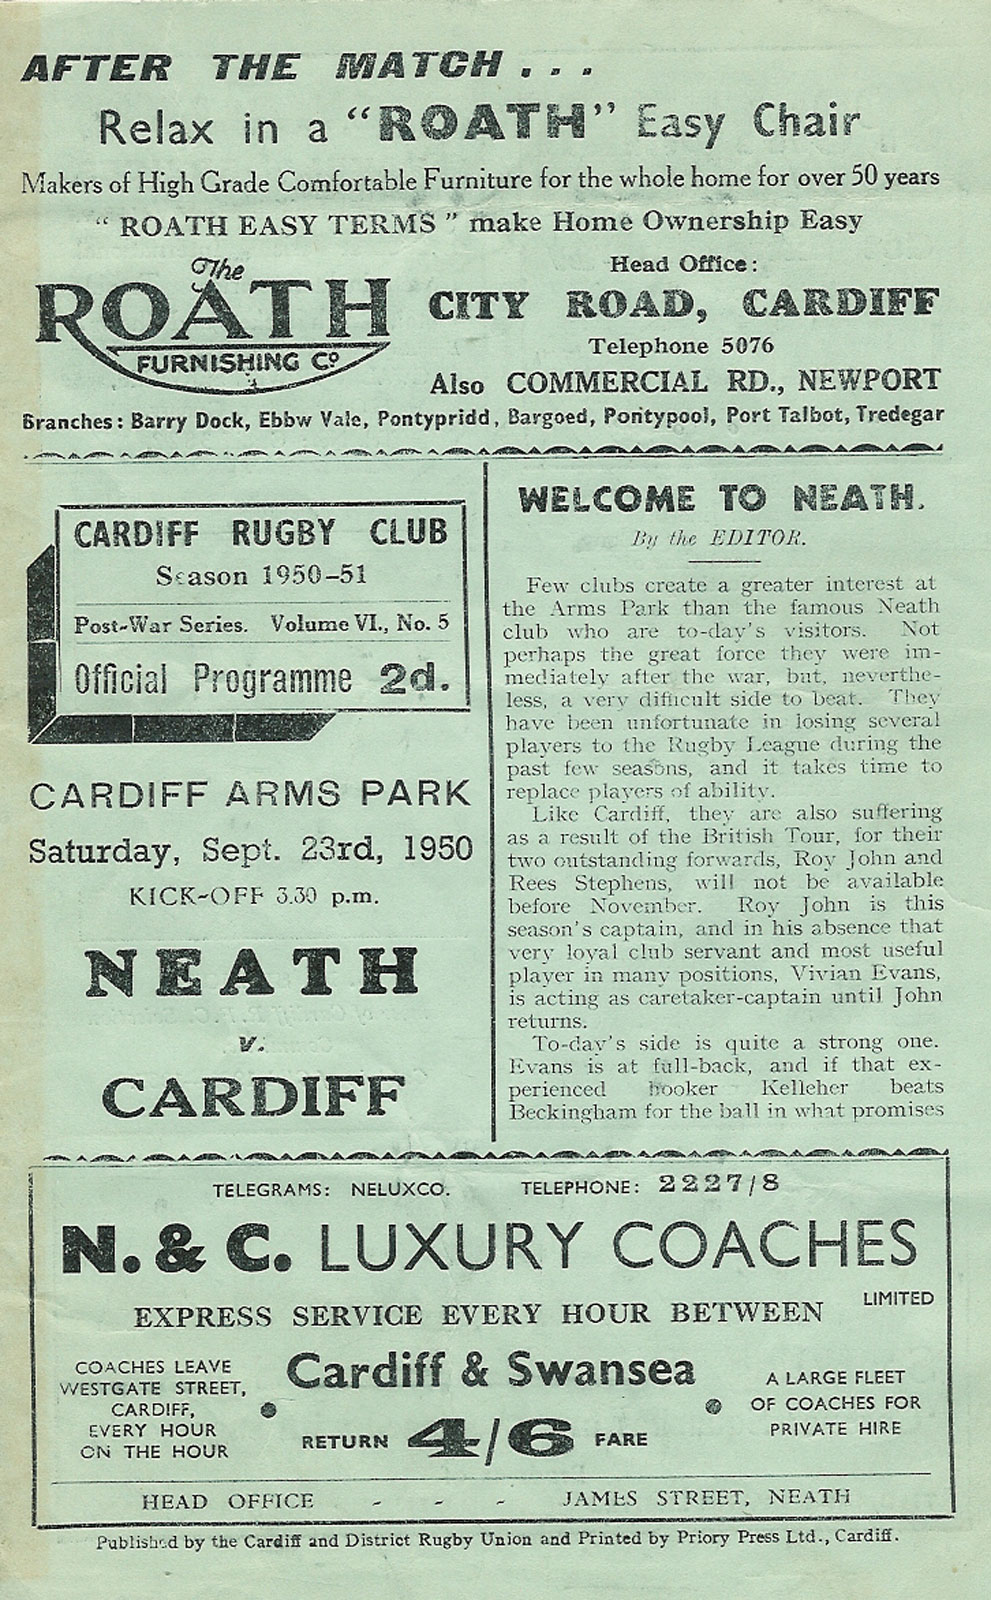 AFTER THE MATCH . . .
Relax in a "ROATH" Easy Chair
Makers of High Grade Comfortable Furniture for the whole home for over 50 years
" ROATH EASY TERMS " make Home Ownership Easy
The
ROATH
FURNISHING Co
Head Office:
CITY ROAD, CARDIFF
Telephone 5076
Also COMMERCIAL RD., NEWPORT
Branches: Barry Dock, Ebbw Vale, Pontypridd, Bargoed, Pontypool, Port Talbot, Tredegar
CARDIFF RUGBY CLUB
Season 1950-51
Post-War Series. Volume VI., No. 5
Official Programme 2d.
CARDIFF ARMS PARK
Saturday, Sept. 23rd, 1950
KICK-OFF 3.30 p.m.
NEATH
v.
CARDIFF
WELCOME TO NEATH.
By the EDITOR.
Few clubs create a greater interest at
the Arms Park than the famous Neath
club who are to-day's visitors. Not
perhaps the great force they were im-
mediately after the war, but, neverthe-
less, a very difficult side to beat. They
have been unfortunate in losing several
players to the Rugby League during the
past few seasons, and it takes time to
replace players of ability.
Like Cardiff, they are also suffering
as a result of the British Tour, for their
two outstanding forwards, Roy John and
Rees Stephens, will not be available
before November. Roy John is this
season's captain, and in his absence that
very loyal club servant and most useful
player in many positions, Vivian Evans,
is acting as caretaker-captain until John
returns.
To-day's side is quite a strong one.
Evans is at full-back, and if that ex-
perienced hooker Kelleher beats
Beckingham for the ball in what promises
TELEGRAMS: NELUXCO. TELEPHONE: 2227/8
N. & C. LUXURY COACHES
LIMITED
EXPRESS SERVICE EVERY HOUR BETWEEN
Cardiff & Swansea
COACHES LEAVE
WESTGATE STREET,
CARDIFF,
EVERY HOUR
ON THE HOUR
RETURN 4/6 FARE
A LARGE FLEET
OF COACHES FOR
PRIVATE HIRE
HEAD OFFICE - - - JAMES STREET, NEATH
Published by the Cardiff and District Rugby Union and Printed by Priory Press Ltd., Cardiff.